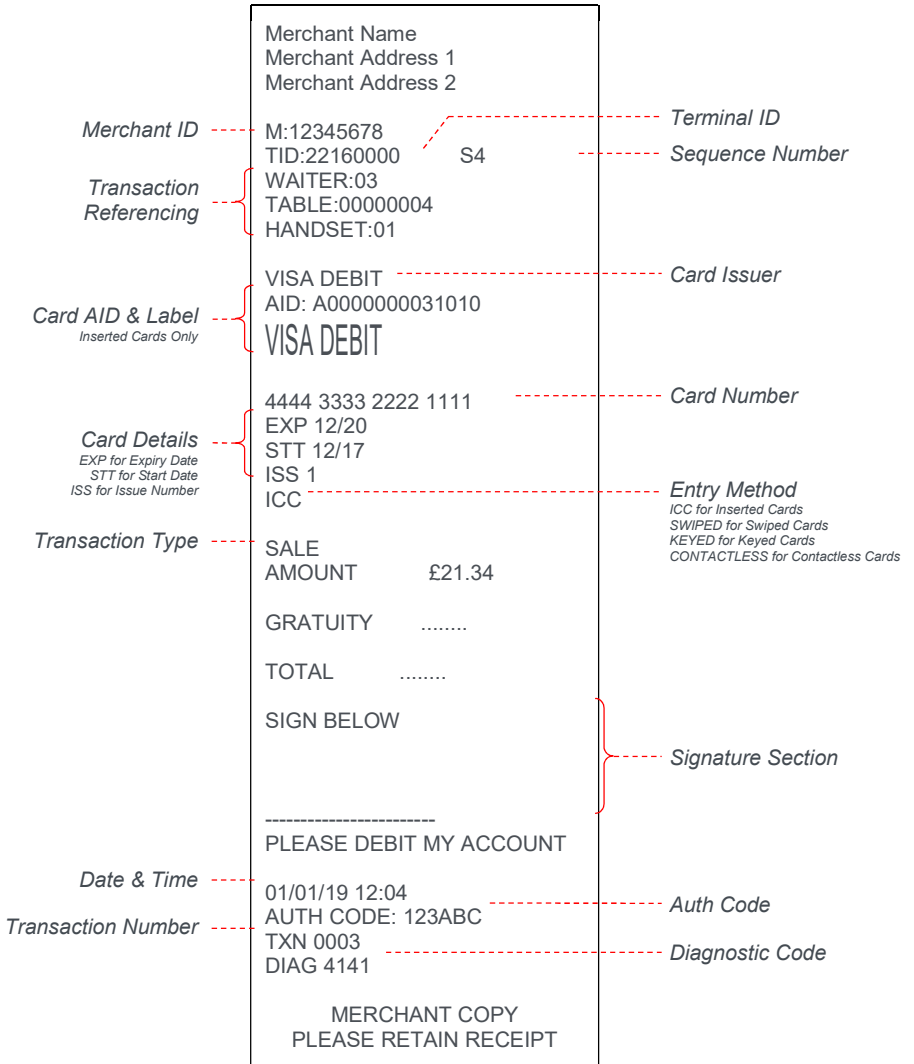 Merchant Name
Merchant Address 1
Merchant Address 2
Merchant ID
M:12345678
Terminal ID
TID:22160000 S4
Sequence Number
Transaction
Referencing
WAITER:03
TABLE:00000004
HANDSET:01
VISA DEBIT
Card Issuer
Card AID & Label
Inserted Cards Only
AID: A0000000031010
VISA DEBIT
4444 3333 2222 1111
Card Number
Card Details
EXP for Expiry Date
STT for Start Date
ISS for Issue Number
EXP 12/20
STT 12/17
ISS 1
ICC
Entry Method
ICC for Inserted Cards
SWIPED for Swiped Cards
KEYED for Keyed Cards
CONTACTLESS for Contactless Cards
Transaction Type
SALE
AMOUNT £21.34
GRATUITY ........
TOTAL ........
SIGN BELOW
Signature Section
------------------------
PLEASE DEBIT MY ACCOUNT
Date & Time
01/01/19 12:04
AUTH CODE: 123ABC
Auth Code
Transaction Number
TXN 0003
DIAG 4141
Diagnostic Code
MERCHANT COPY
PLEASE RETAIN RECEIPT